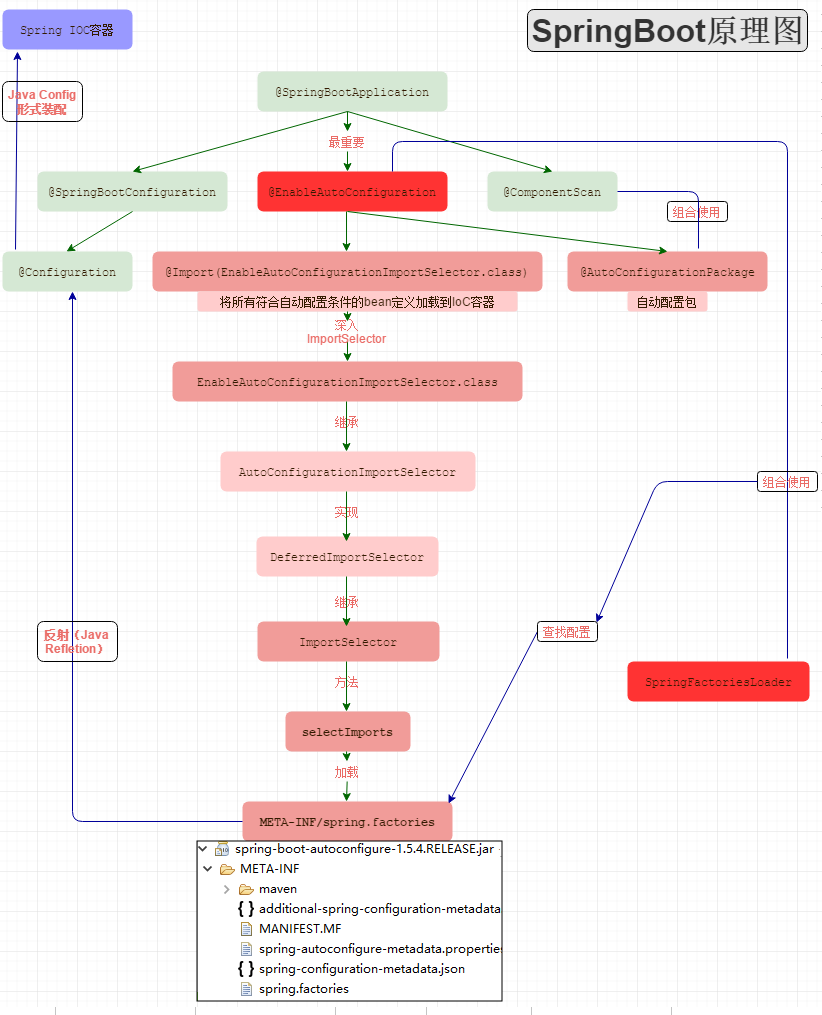 Spring IOC容器
SpringBoot原理图
Java Config
形式装配
@SpringBootApplication
最重要
@SpringBootConfiguration
@EnableAutoConfiguration
@ComponentScan
组合使用
@Configuration
@Import(EnableAutoConfigurationImportSelector.class)
@AutoConfigurationPackage
将所有符合自动配置条件的bean定义加载到IoC容器
自动配置包
深入
ImportSelector
EnableAutoConfigurationImportSelector.class
继承
AutoConfigurationImportSelector
组合使用
实现
DeferredImportSelector
继承
反射（Java
Refletion）
ImportSelector
查找配置
方法
SpringFactoriesLoader
selectImports
加载
META-INF/spring.factories
spring-boot-autoconfigure-1.5.4.RELEASE.jar
META-INF
maven
additional-spring-configuration-metadata
MANIFEST.MF
spring-autoconfigure-metadata.properties
spring-configuration-metadata.json
spring.factories